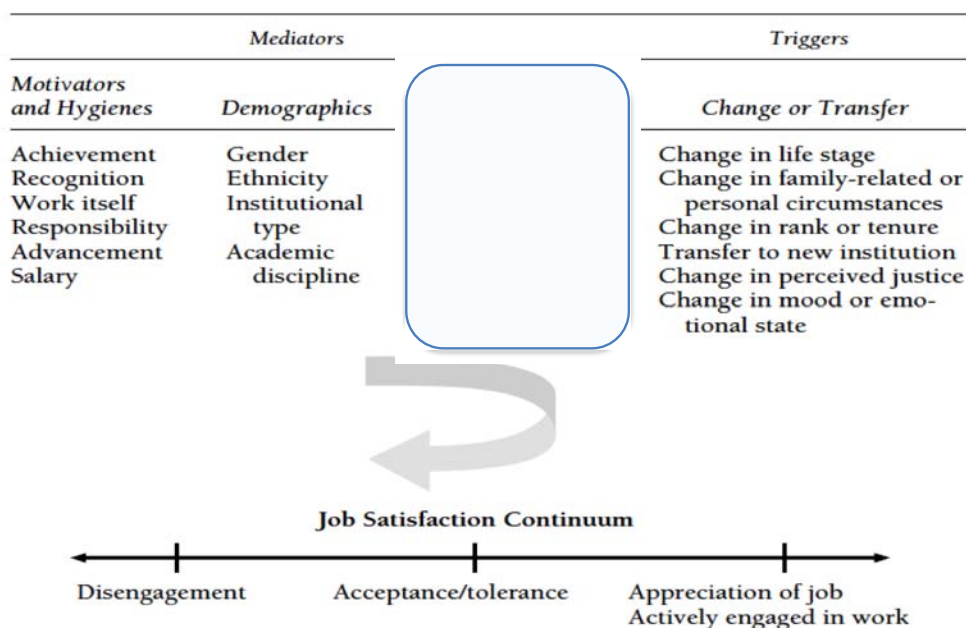 Mediators
Triggers
Motivators
and Hygienes
Demographics
Change or Transfer
Achievement
Recognition
Work itself
Responsibility
Advancement
Salary
Gender
Ethnicity
Institutional
type
Academic
discipline
Change in life stage
Change in family-related or
personal circumstances
Change in rank or tenure
Transfer to new institution
Change in perceived justice
Change in mood or emo-
tional state
Job Satisfaction Continuum
Disengagement
Acceptance/tolerance
Appreciation of job
Actively engaged in work